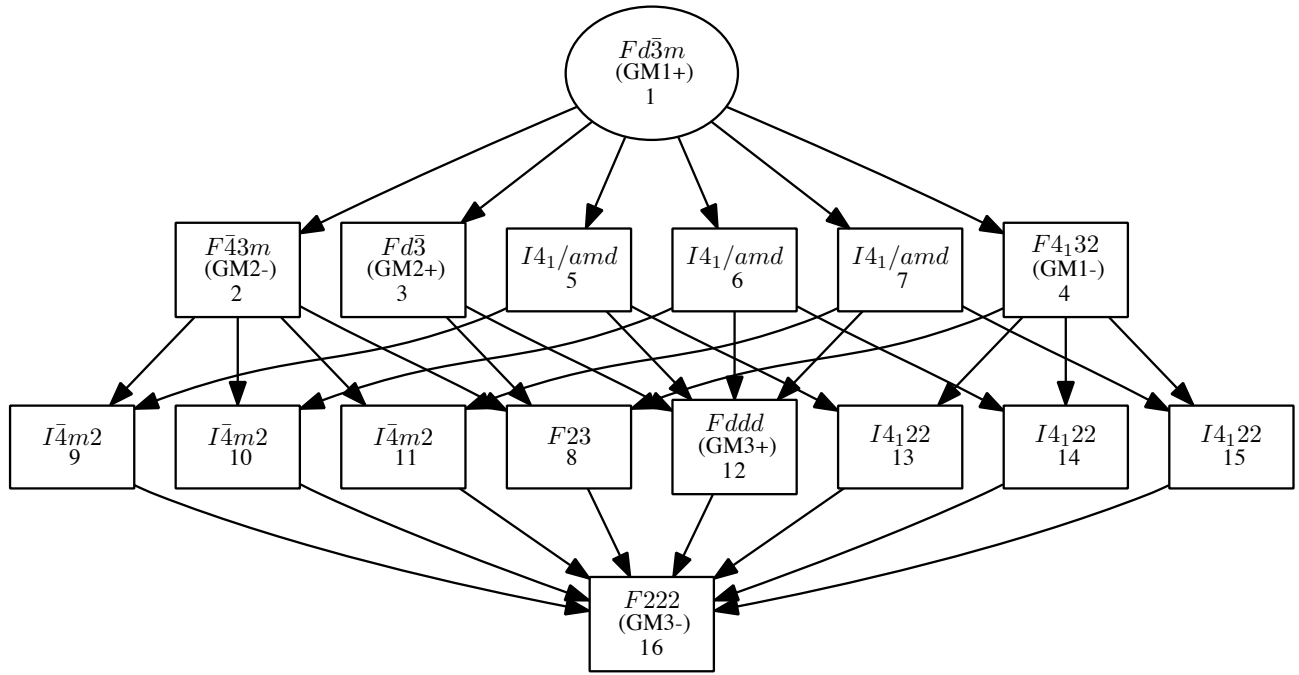 Fd3̄m
(GM1+)
1
F4̄3m
(GM2-)
2
Fd3̄
(GM2+)
3
I4₁/amd
5
I4₁/amd
6
I4₁/amd
7
F4₁32
(GM1-)
4
I4̄m2
9
I4̄m2
10
I4̄m2
11
F23
8
Fddd
(GM3+)
12
I4₁22
13
I4₁22
14
I4₁22
15
F222
(GM3-)
16